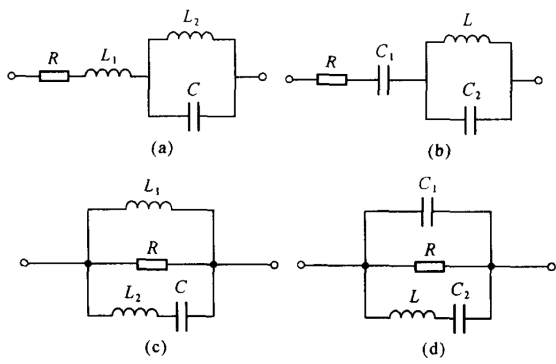 L₂
R L₁
C
(a)
L
R C₁
C₂
(b)
L₁
R
L₂ C
(c)
C₁
R
L C₂
(d)